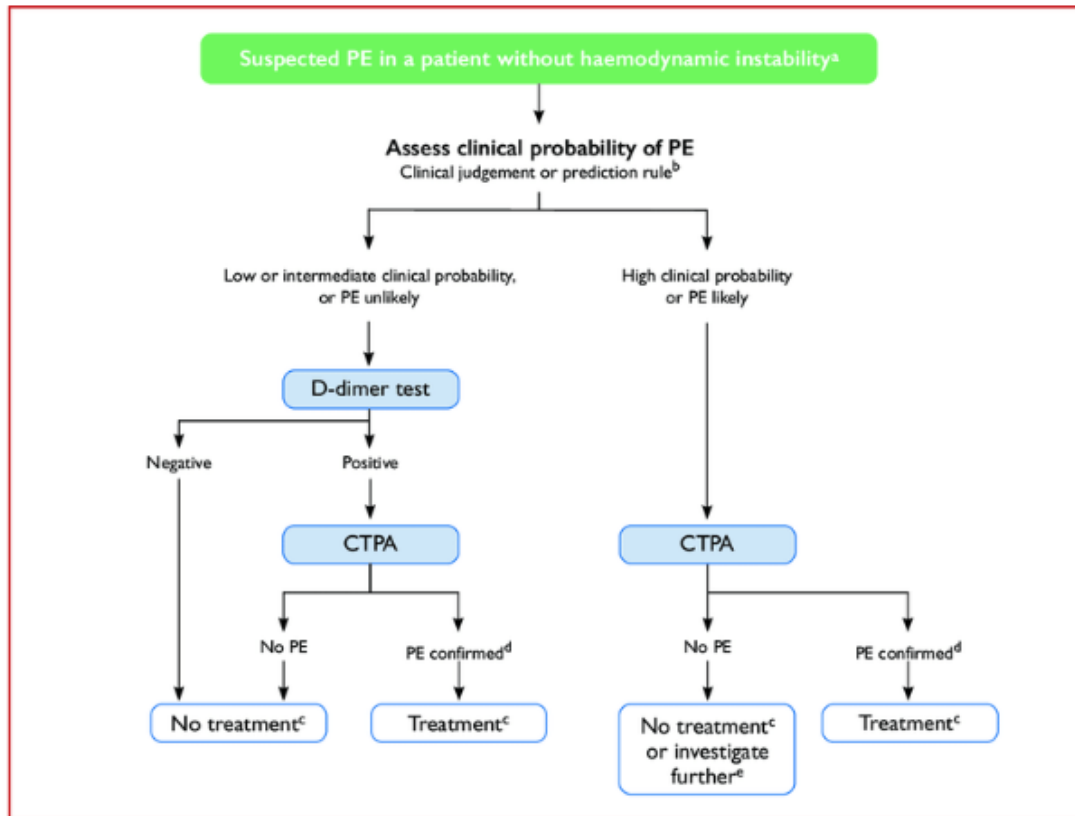 Suspected PE in a patient without haemodynamic instabilityᵃ
Assess clinical probability of PE
Clinical judgement or prediction ruleᵇ
Low or intermediate clinical probability,
or PE unlikely
High clinical probability
or PE likely
D-dimer test
Negative
Positive
CTPA
CTPA
No PE
PE confirmedᵈ
No PE
PE confirmedᵈ
No treatmentᶜ
Treatmentᶜ
No treatmentᶜ
or investigate
furtherᵉ
Treatmentᶜ